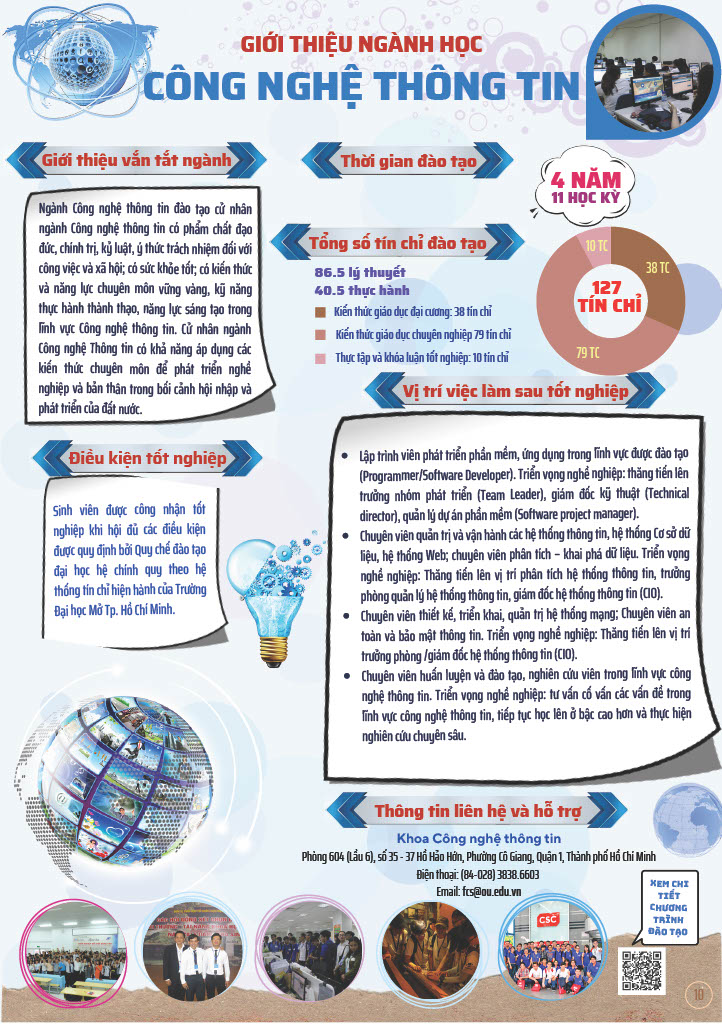 GIỚI THIỆU NGÀNH HỌC
CÔNG NGHỆ THÔNG TIN
Giới thiệu vắn tắt ngành
Ngành Công nghệ thông tin đào tạo cử nhân
ngành Công nghệ thông tin có phẩm chất đạo
đức, chính trị, kỷ luật, ý thức trách nhiệm đối với
công việc và xã hội; có sức khỏe tốt; có kiến thức
và năng lực chuyên môn vững vàng, kỹ năng
thực hành thành thạo, năng lực sáng tạo trong
lĩnh vực Công nghệ thông tin. Cử nhân ngành
Công nghệ Thông tin có khả năng áp dụng các
kiến thức chuyên môn để phát triển nghề
nghiệp và bản thân trong bối cảnh hội nhập và
phát triển của đất nước.
Thời gian đào tạo
4 NĂM
11 HỌC KỲ
Tổng số tín chỉ đào tạo
86.5 lý thuyết
40.5 thực hành
Kiến thức giáo dục đại cương: 38 tín chỉ
Kiến thức giáo dục chuyên nghiệp 79 tín chỉ
Thực tập và khóa luận tốt nghiệp: 10 tín chỉ
10 TC
38 TC
127
TÍN CHỈ
79 TC
Điều kiện tốt nghiệp
Sinh viên được công nhận tốt
nghiệp khi hội đủ các điều kiện
được quy định bởi Quy chế đào tạo
đại học hệ chính quy theo hệ
thống tín chỉ hiện hành của Trường
Đại học Mở Tp. Hồ Chí Minh.
Vị trí việc làm sau tốt nghiệp
• Lập trình viên phát triển phần mềm, ứng dụng trong lĩnh vực được đào tạo
(Programmer/Software Developer). Triển vọng nghề nghiệp: thăng tiến lên
trưởng nhóm phát triển (Team Leader), giám đốc kỹ thuật (Technical
director), quản lý dự án phần mềm (Software project manager).
• Chuyên viên quản trị và vận hành các hệ thống thông tin, hệ thống Cơ sở dữ
liệu, hệ thống Web; chuyên viên phân tích – khai phá dữ liệu. Triển vọng
nghề nghiệp: Thăng tiến lên vị trí phân tích hệ thống thông tin, trưởng
phòng quản lý hệ thống thông tin, giám đốc hệ thống thông tin (CIO).
• Chuyên viên thiết kế, triển khai, quản trị hệ thống mạng; Chuyên viên an
toàn và bảo mật thông tin. Triển vọng nghề nghiệp: Thăng tiến lên vị trí
trưởng phòng /giám đốc hệ thống thông tin (CIO).
• Chuyên viên huấn luyện và đào tạo, nghiên cứu viên trong lĩnh vực công
nghệ thông tin. Triển vọng nghề nghiệp: tư vấn cố vấn các vấn đề trong
lĩnh vực công nghệ thông tin, tiếp tục học lên ở bậc cao hơn và thực hiện
nghiên cứu chuyên sâu.
Thông tin liên hệ và hỗ trợ
Khoa Công nghệ thông tin
Phòng 604 (Lầu 6), số 35 - 37 Hồ Hảo Hớn, Phường Cô Giang, Quận 1, Thành phố Hồ Chí Minh
Điện thoại: (84-028) 3838.6603
Email: fcs@ou.edu.vn
XEM CHI
TIẾT
CHƯƠNG
TRÌNH
ĐÀO TẠO
CSC
10